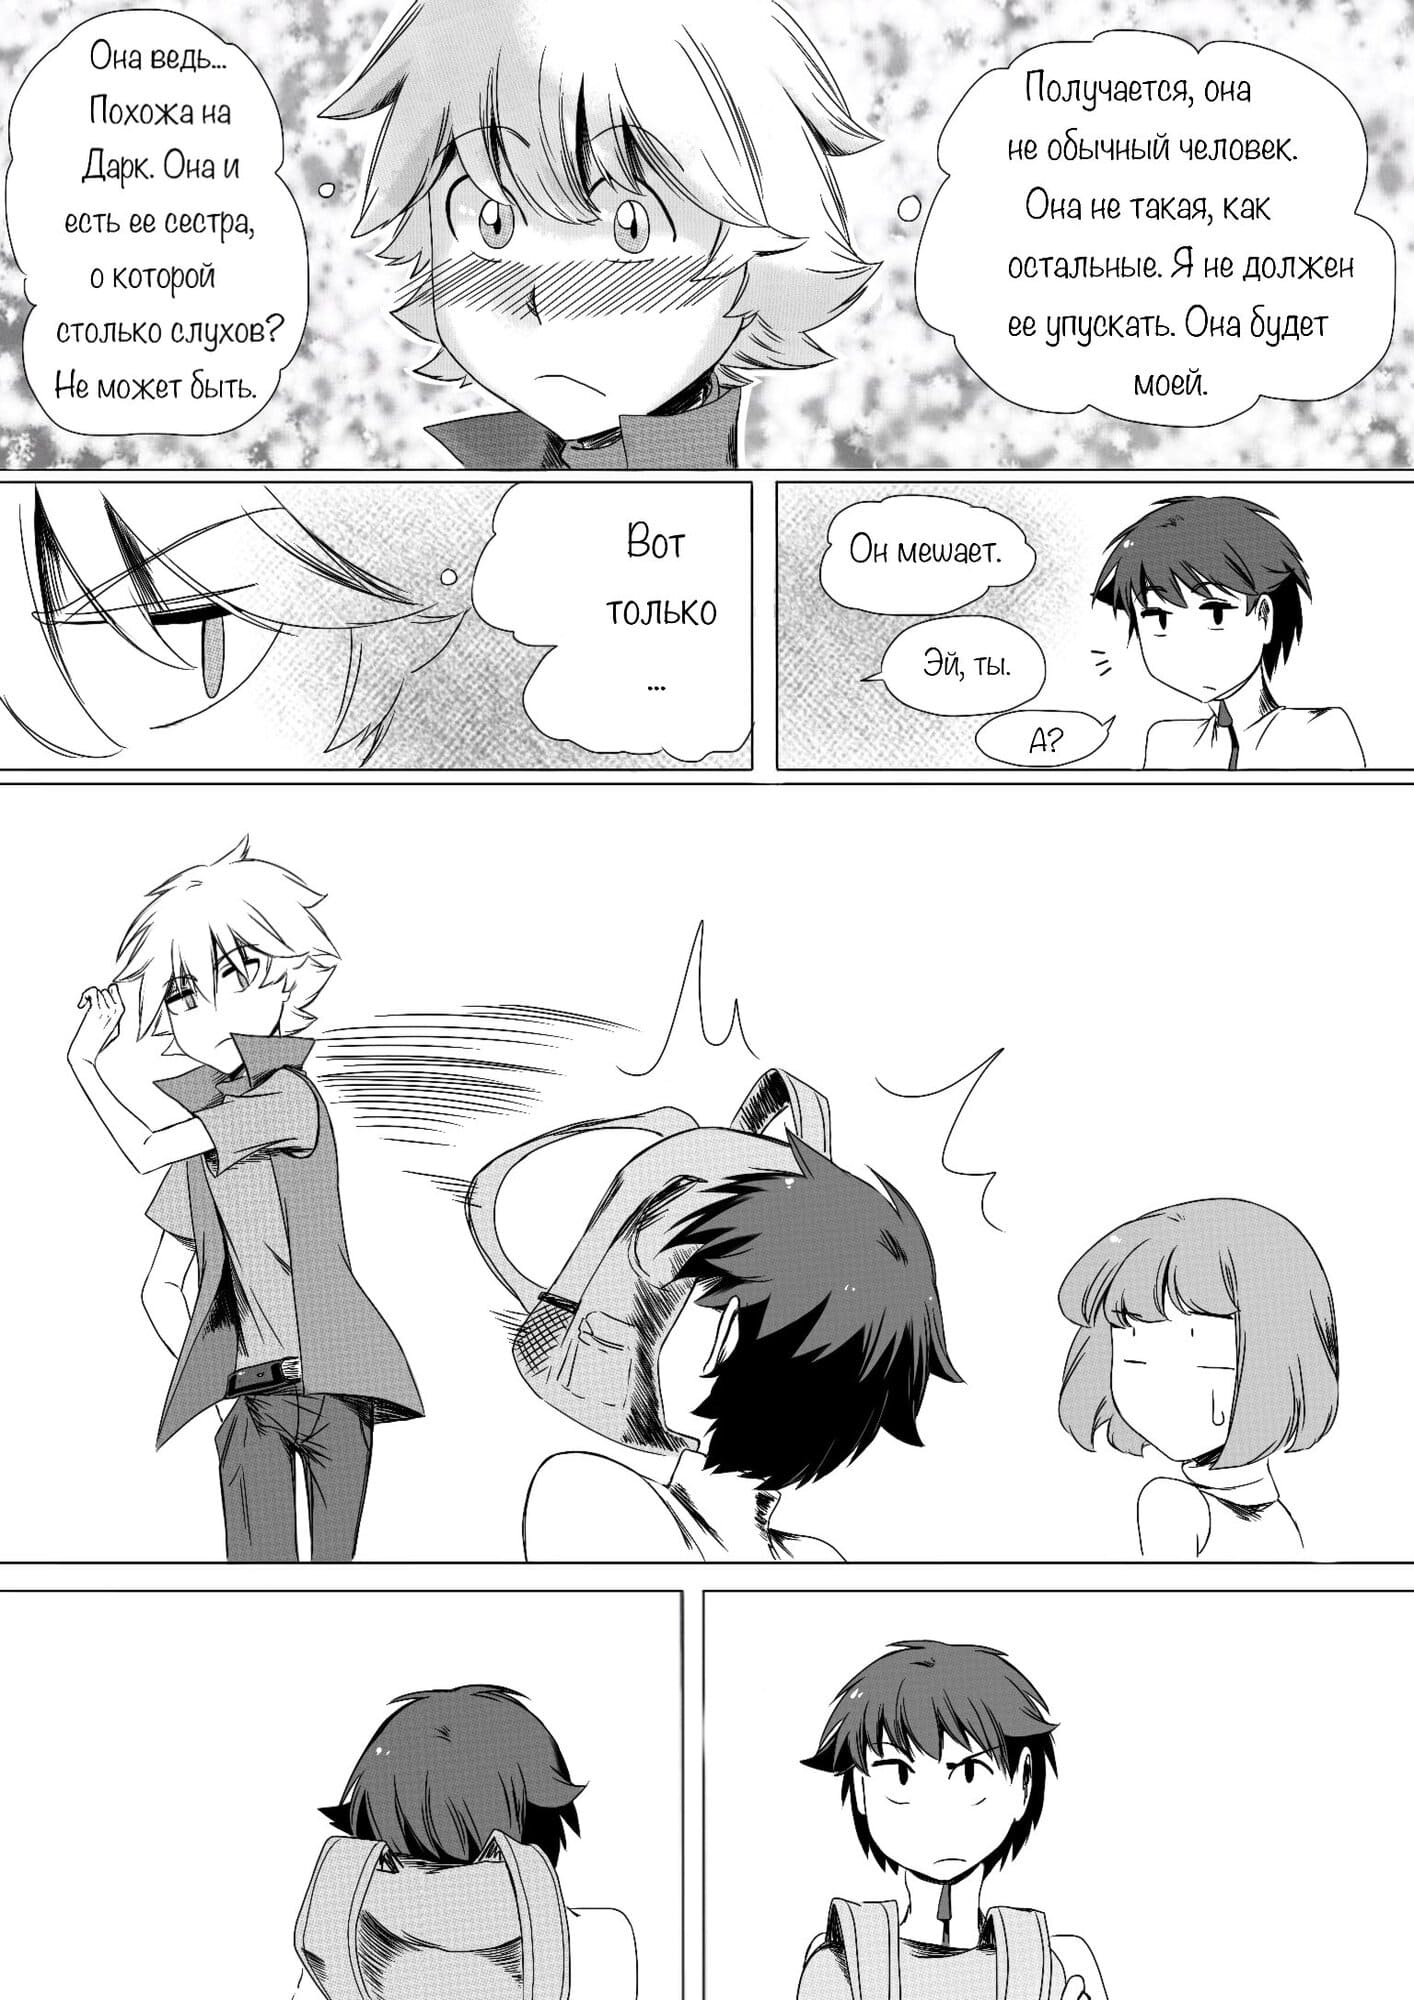 Она ведь...
Похожа на
Дарк. Она и
есть ее сестра,
о которой
столько слухов?
Не может быть.
Получается, она
не обычный человек.
Она не такая, как
остальные. Я не должен
ее упускать. Она будет
моей.
Вот
только
...
Он мешает.
Эй, ты.
А?